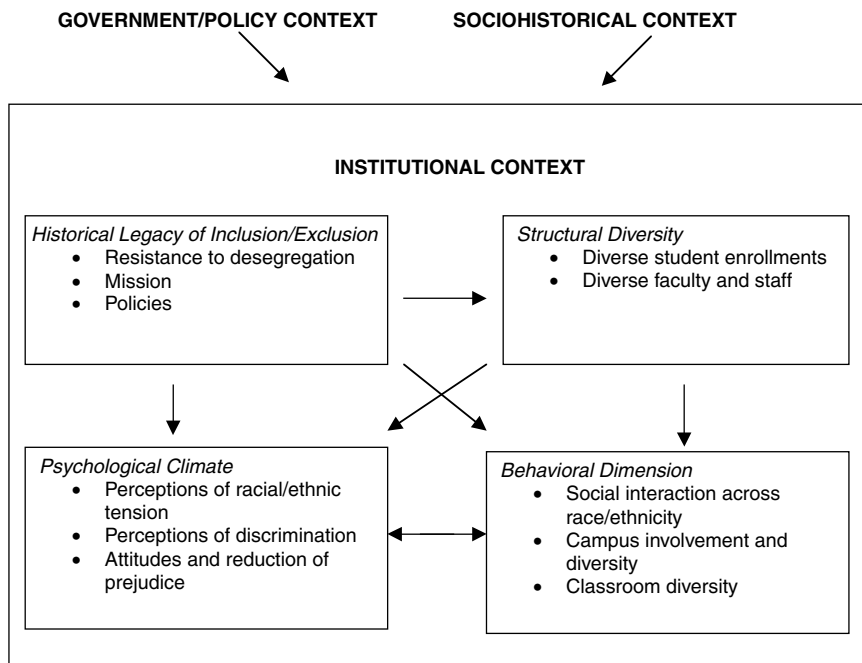 GOVERNMENT/POLICY CONTEXT
SOCIOHISTORICAL CONTEXT
INSTITUTIONAL CONTEXT
Historical Legacy of Inclusion/Exclusion
• Resistance to desegregation
• Mission
• Policies
Structural Diversity
• Diverse student enrollments
• Diverse faculty and staff
Psychological Climate
• Perceptions of racial/ethnic
tension
• Perceptions of discrimination
• Attitudes and reduction of
prejudice
Behavioral Dimension
• Social interaction across
race/ethnicity
• Campus involvement and
diversity
• Classroom diversity